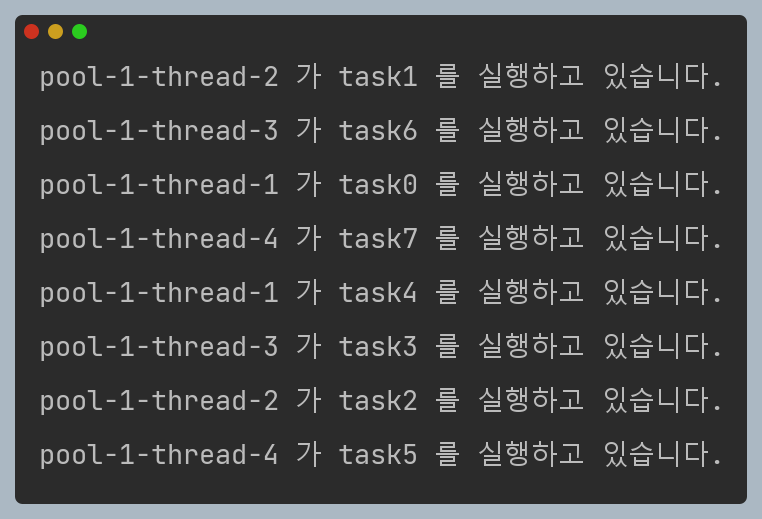 pool-1-thread-2 가 task1 를 실행하고 있습니다.
pool-1-thread-3 가 task6 를 실행하고 있습니다.
pool-1-thread-1 가 task0 를 실행하고 있습니다.
pool-1-thread-4 가 task7 를 실행하고 있습니다.
pool-1-thread-1 가 task4 를 실행하고 있습니다.
pool-1-thread-3 가 task3 를 실행하고 있습니다.
pool-1-thread-2 가 task2 를 실행하고 있습니다.
pool-1-thread-4 가 task5 를 실행하고 있습니다.